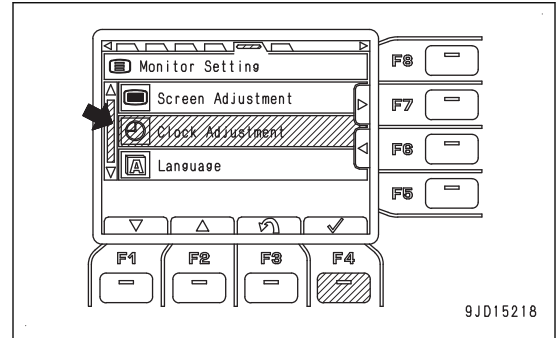 Monitor Setting
Screen Adjustment
Clock Adjustment
A Language
F8
F7
F6
F5
F1 F2 F3 F4
9JD15218